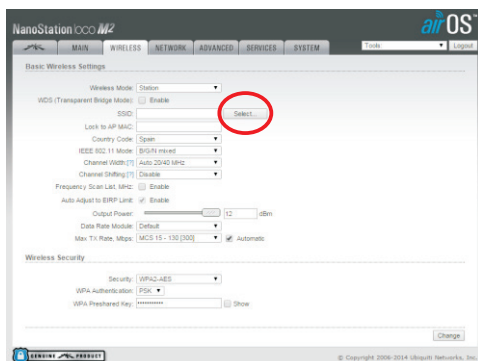 NanoStation loco M2
airOS
MAIN WIRELESS NETWORK ADVANCED SERVICES SYSTEM Tools: Logout
Basic Wireless Settings
Wireless Mode: Station
WDS (Transparent Bridge Mode): Enable
SSID: Select...
Lock to AP MAC:
Country Code: Spain
IEEE 802.11 Mode: B/G/N mixed
Channel Width:[?] Auto 20/40 MHz
Channel Shifting:[?] Disable
Frequency Scan List, MHz: Enable
Auto Adjust to EIRP Limit: Enable
Output Power: 12 dBm
Data Rate Module: Default
Max TX Rate, Mbps: MCS 15 - 130 [300] Automatic
Wireless Security
Security: WPA2-AES
WPA Authentication: PSK
WPA Preshared Key: ••••••••••• Show
Change
GENUINE PRODUCT
© Copyright 2006-2014 Ubiquiti Networks, Inc.